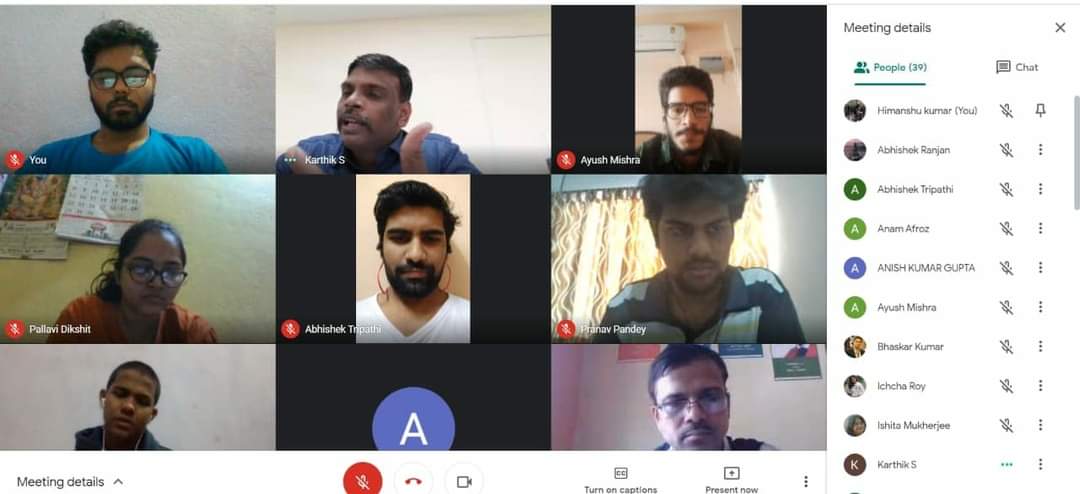 You
Karthik S
Ayush Mishra
Pallavi Dikshit
Abhishek Tripathi
Pranav Pandey
A
Meeting details
Turn on captions
Present now
Meeting details
People (39)
Chat
Himanshu kumar (You)
Abhishek Ranjan
A Abhishek Tripathi
A Anam Afroz
A ANISH KUMAR GUPTA
A Ayush Mishra
Bhaskar Kumar
Ichcha Roy
Ishita Mukherjee
K Karthik S